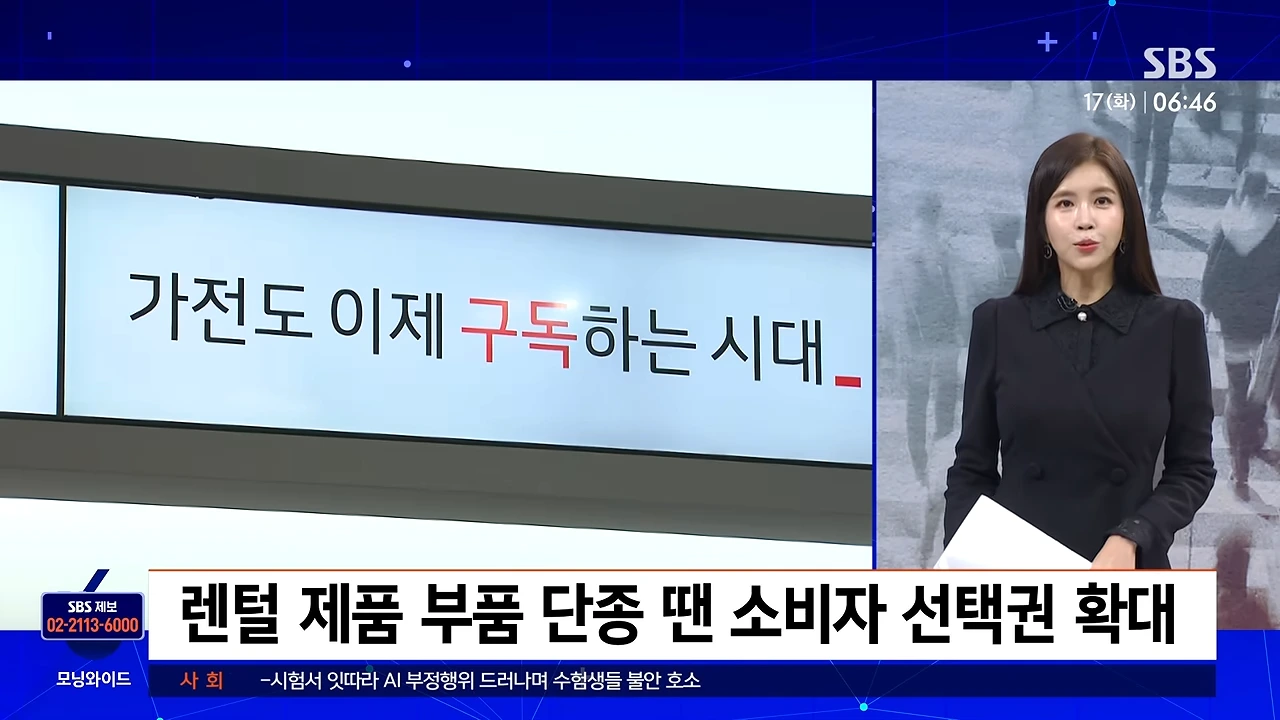 SBS
17(화) 06:46
가전도 이제 구독하는 시대_
SBS 제보
02-2113-6000
렌털 제품 부품 단종 땐 소비자 선택권 확대
모닝와이드
사 회 -시험서 잇따라 AI 부정행위 드러나며 수험생들 불안 호소